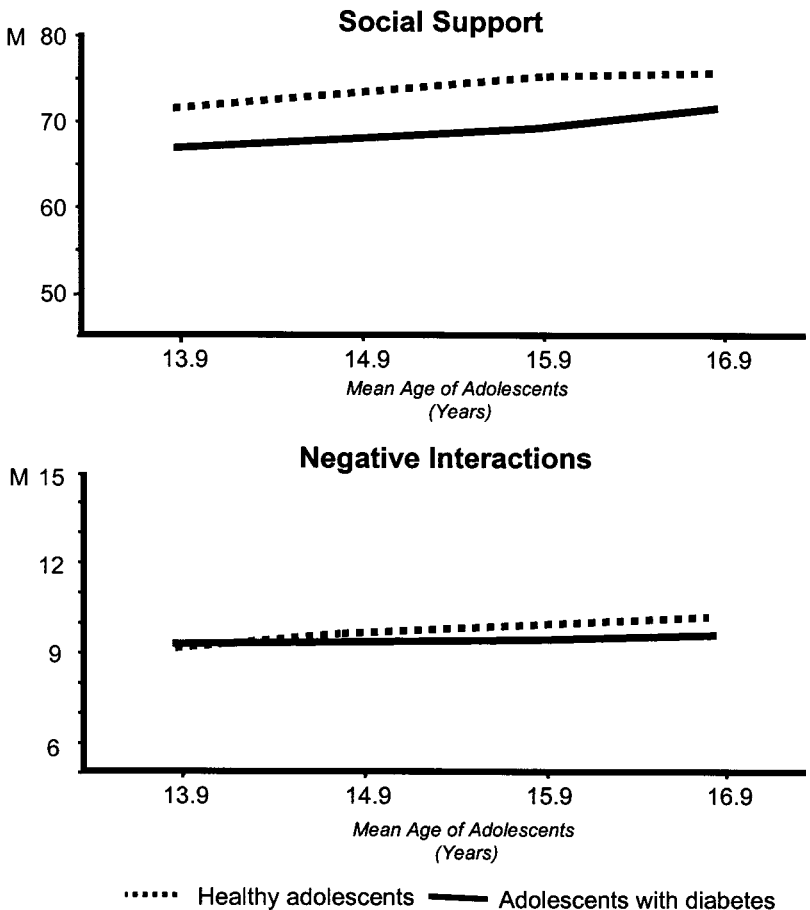 Social Support
M 80
70
60
50
13.9 14.9 15.9 16.9
Mean Age of Adolescents
(Years)
Negative Interactions
M 15
12
9
6
13.9 14.9 15.9 16.9
Mean Age of Adolescents
(Years)
Healthy adolescents Adolescents with diabetes